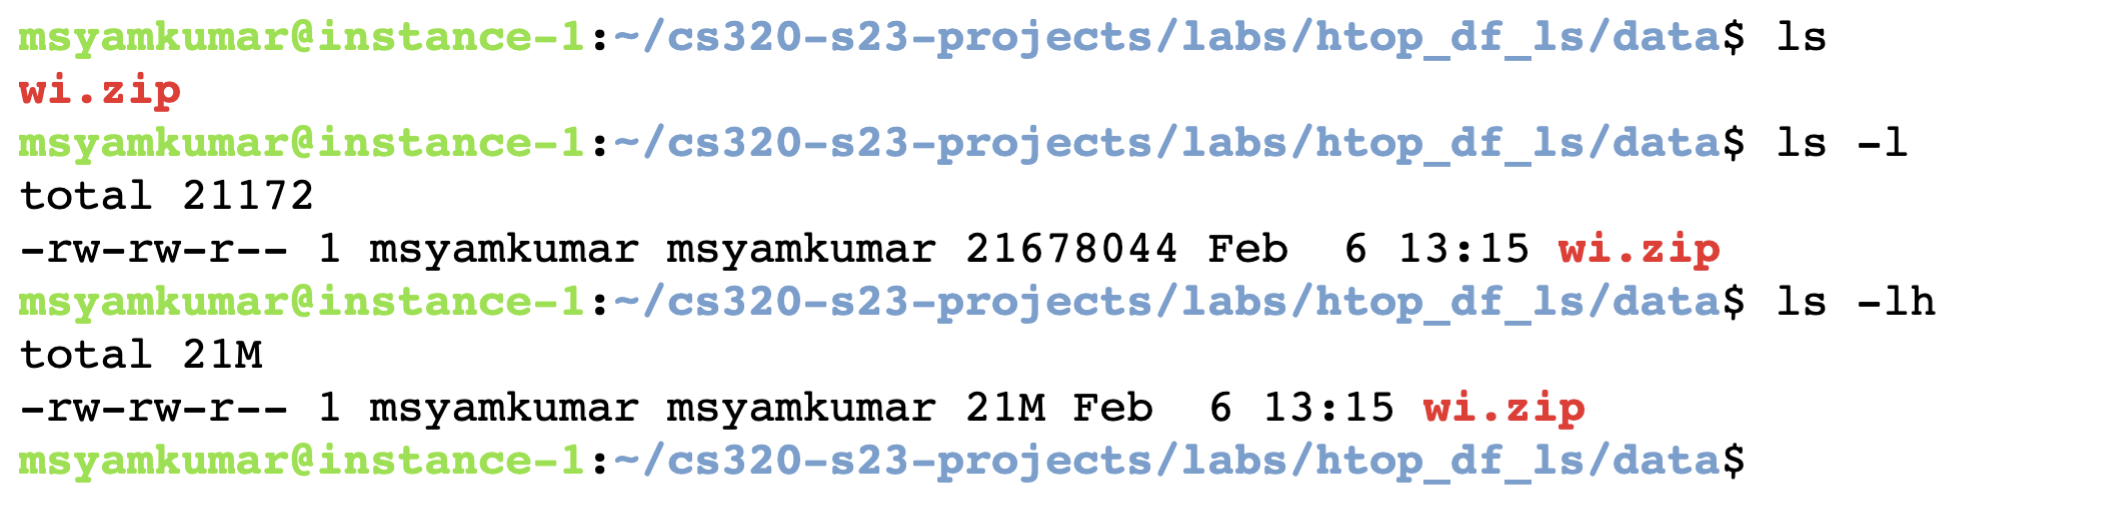 msyamkumar@instance-1:~/cs320-s23-projects/labs/htop_df_ls/data$ ls
wi.zip
msyamkumar@instance-1:~/cs320-s23-projects/labs/htop_df_ls/data$ ls -l
total 21172
-rw-rw-r-- 1 msyamkumar msyamkumar 21678044 Feb  6 13:15 wi.zip
msyamkumar@instance-1:~/cs320-s23-projects/labs/htop_df_ls/data$ ls -lh
total 21M
-rw-rw-r-- 1 msyamkumar msyamkumar 21M Feb  6 13:15 wi.zip
msyamkumar@instance-1:~/cs320-s23-projects/labs/htop_df_ls/data$